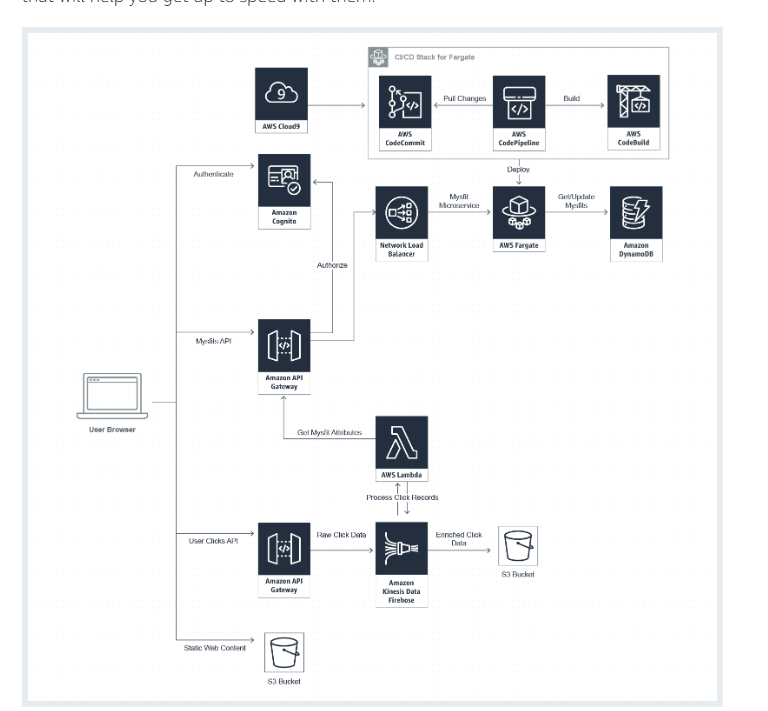 that will help you get up to speed with them.
CI/CD Stack for Fargate
9
AWS Cloud9
AWS
CodeCommit
Pull Changes
AWS
CodePipeline
Build
AWS
CodeBuild
Deploy
Authenticate
Amazon
Cognito
Authorize
Network Load
Balancer
Mysfit
Microservice
AWS Fargate
Get/Update
Mysfits
Amazon
DynamoDB
Mysfits API
Amazon API
Gateway
User Browser
Get Mysfit Attributes
AWS Lambda
Process Click Records
User Clicks API
Amazon API
Gateway
Raw Click Data
Amazon
Kinesis Data
Firehose
Enriched Click
Data
S3 Bucket
Static Web Content
S3 Bucket